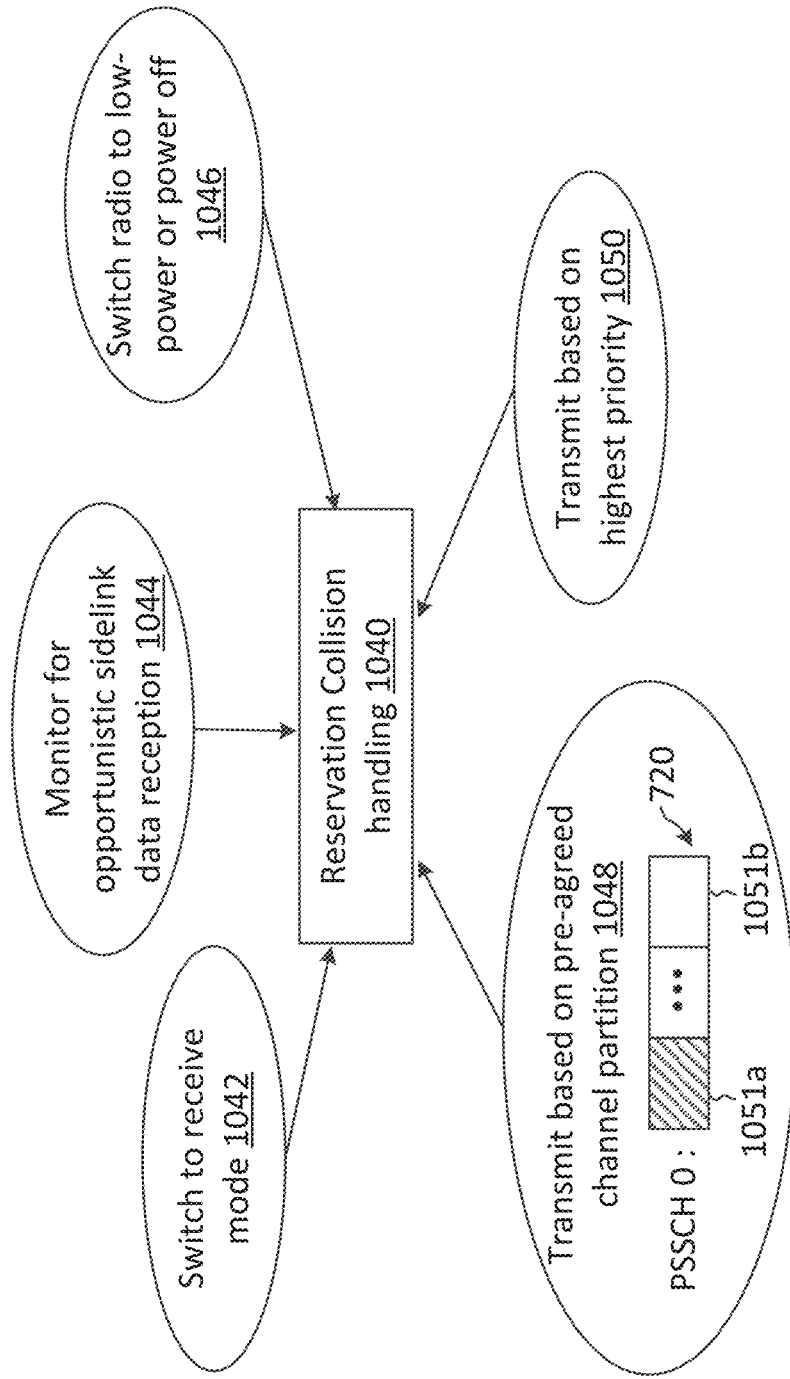 Switch to receive
mode 1042
Monitor for
opportunistic sidelink
data reception 1044
Switch radio to low-
power or power off
1046
Reservation Collision
handling 1040
Transmit based on pre-agreed
channel partition 1048
PSSCH 0 :
•••
720
1051a
1051b
Transmit based on
highest priority 1050